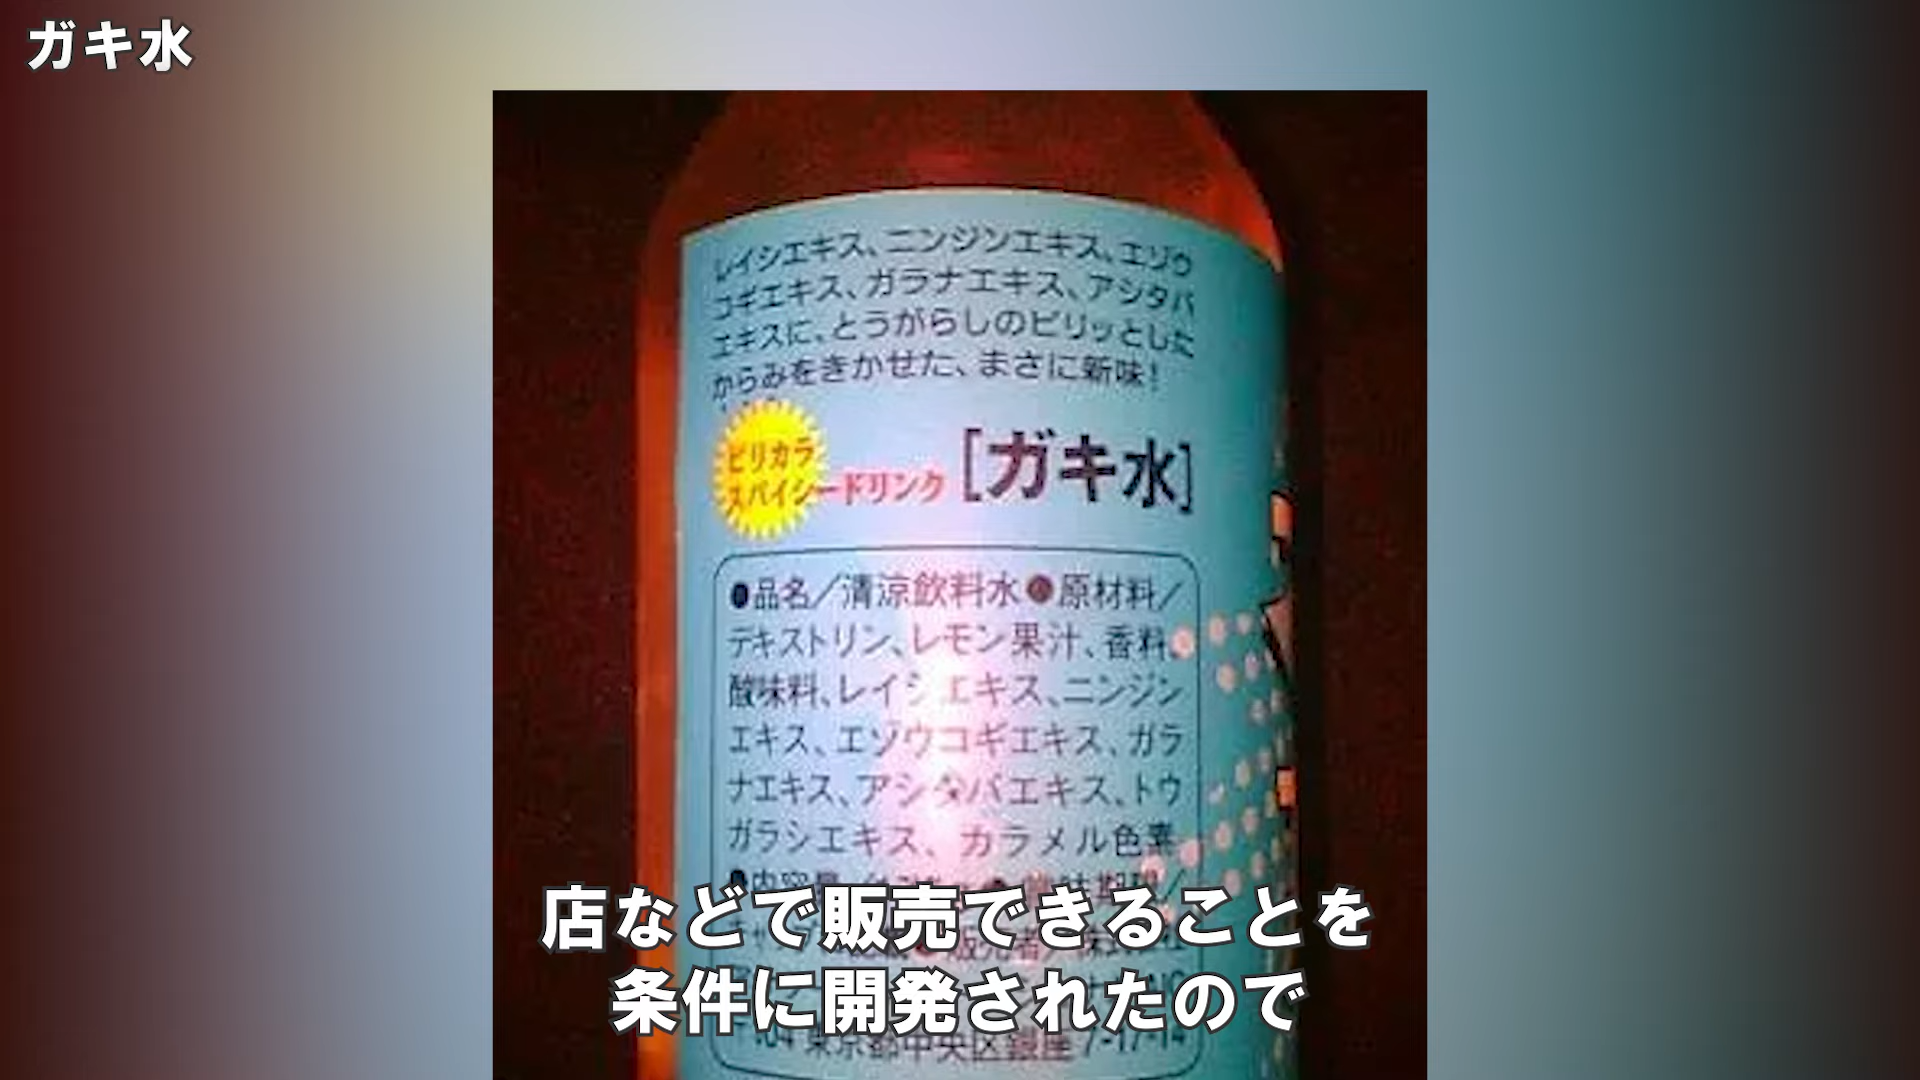 ガキ水
レイシエキス、ニンジンエキス、エゾウ
コギエキス、ガラナエキス、アシタバ
エキスに、とうがらしのピリッとした
からみをきかせた、まさに新味!
ピリカラ
スパイシードリンク [ガキ水]
●品名/清涼飲料水●原材料/
デキストリン、レモン果汁、香料、
酸味料、レイシエキス、ニンジン
エキス、エゾウコギエキス、ガラ
ナエキス、アシタバエキス、トウ
ガラシエキス、カラメル色素
店などで販売できることを
条件に開発されたので
東京都中央区銀座7-17-14